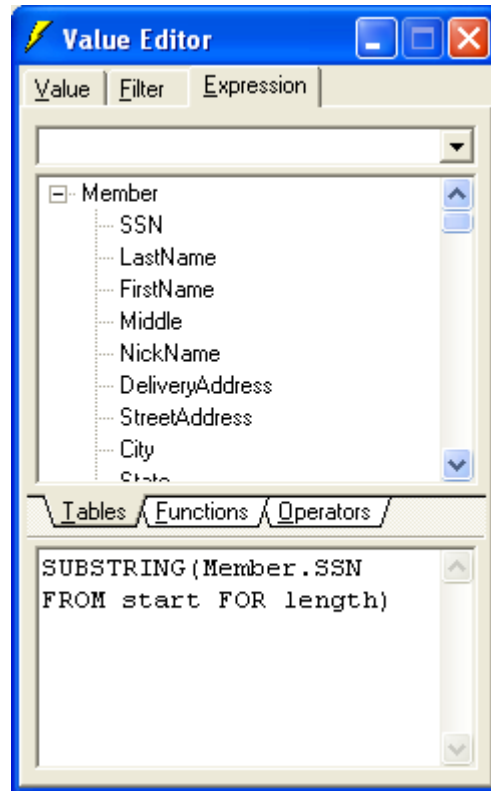 Value Editor
Value Filter Expression
Member
SSN
LastName
FirstName
Middle
NickName
DeliveryAddress
StreetAddress
City
State
Tables Functions Operators
SUBSTRING(Member.SSN
FROM start FOR length)